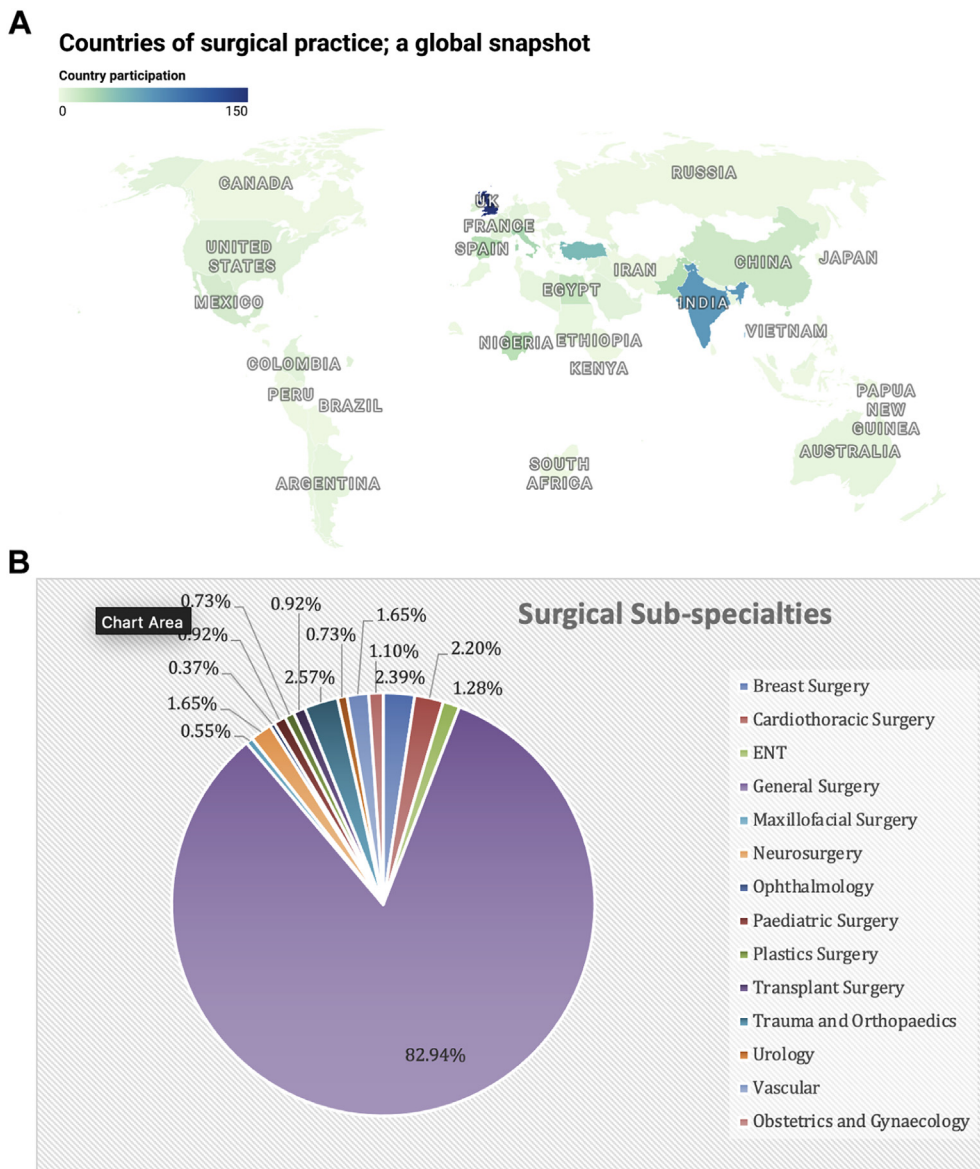 A
Countries of surgical practice; a global snapshot
Country participation
0 150
RUSSIA
CANADA
U.K
FRANCE
SPAIN
UNITED
STATES
IRAN
CHINA
JAPAN
EGYPT
MEXICO
INDIA
VIETNAM
NIGERIA
ETHIOPIA
COLOMBIA
KENYA
PERU
BRAZIL
PAPUA
NEW
GUINEA
AUSTRALIA
SOUTH
AFRICA
ARGENTINA
B
Surgical Sub-specialties
Chart Area
0.73%
0.92%
0.92%
0.73%
1.65%
1.10%
2.20%
0.37%
2.57%
2.39%
1.28%
1.65%
0.55%
82.94%
Breast Surgery
Cardiothoracic Surgery
ENT
General Surgery
Maxillofacial Surgery
Neurosurgery
Ophthalmology
Paediatric Surgery
Plastics Surgery
Transplant Surgery
Trauma and Orthopaedics
Urology
Vascular
Obstetrics and Gynaecology